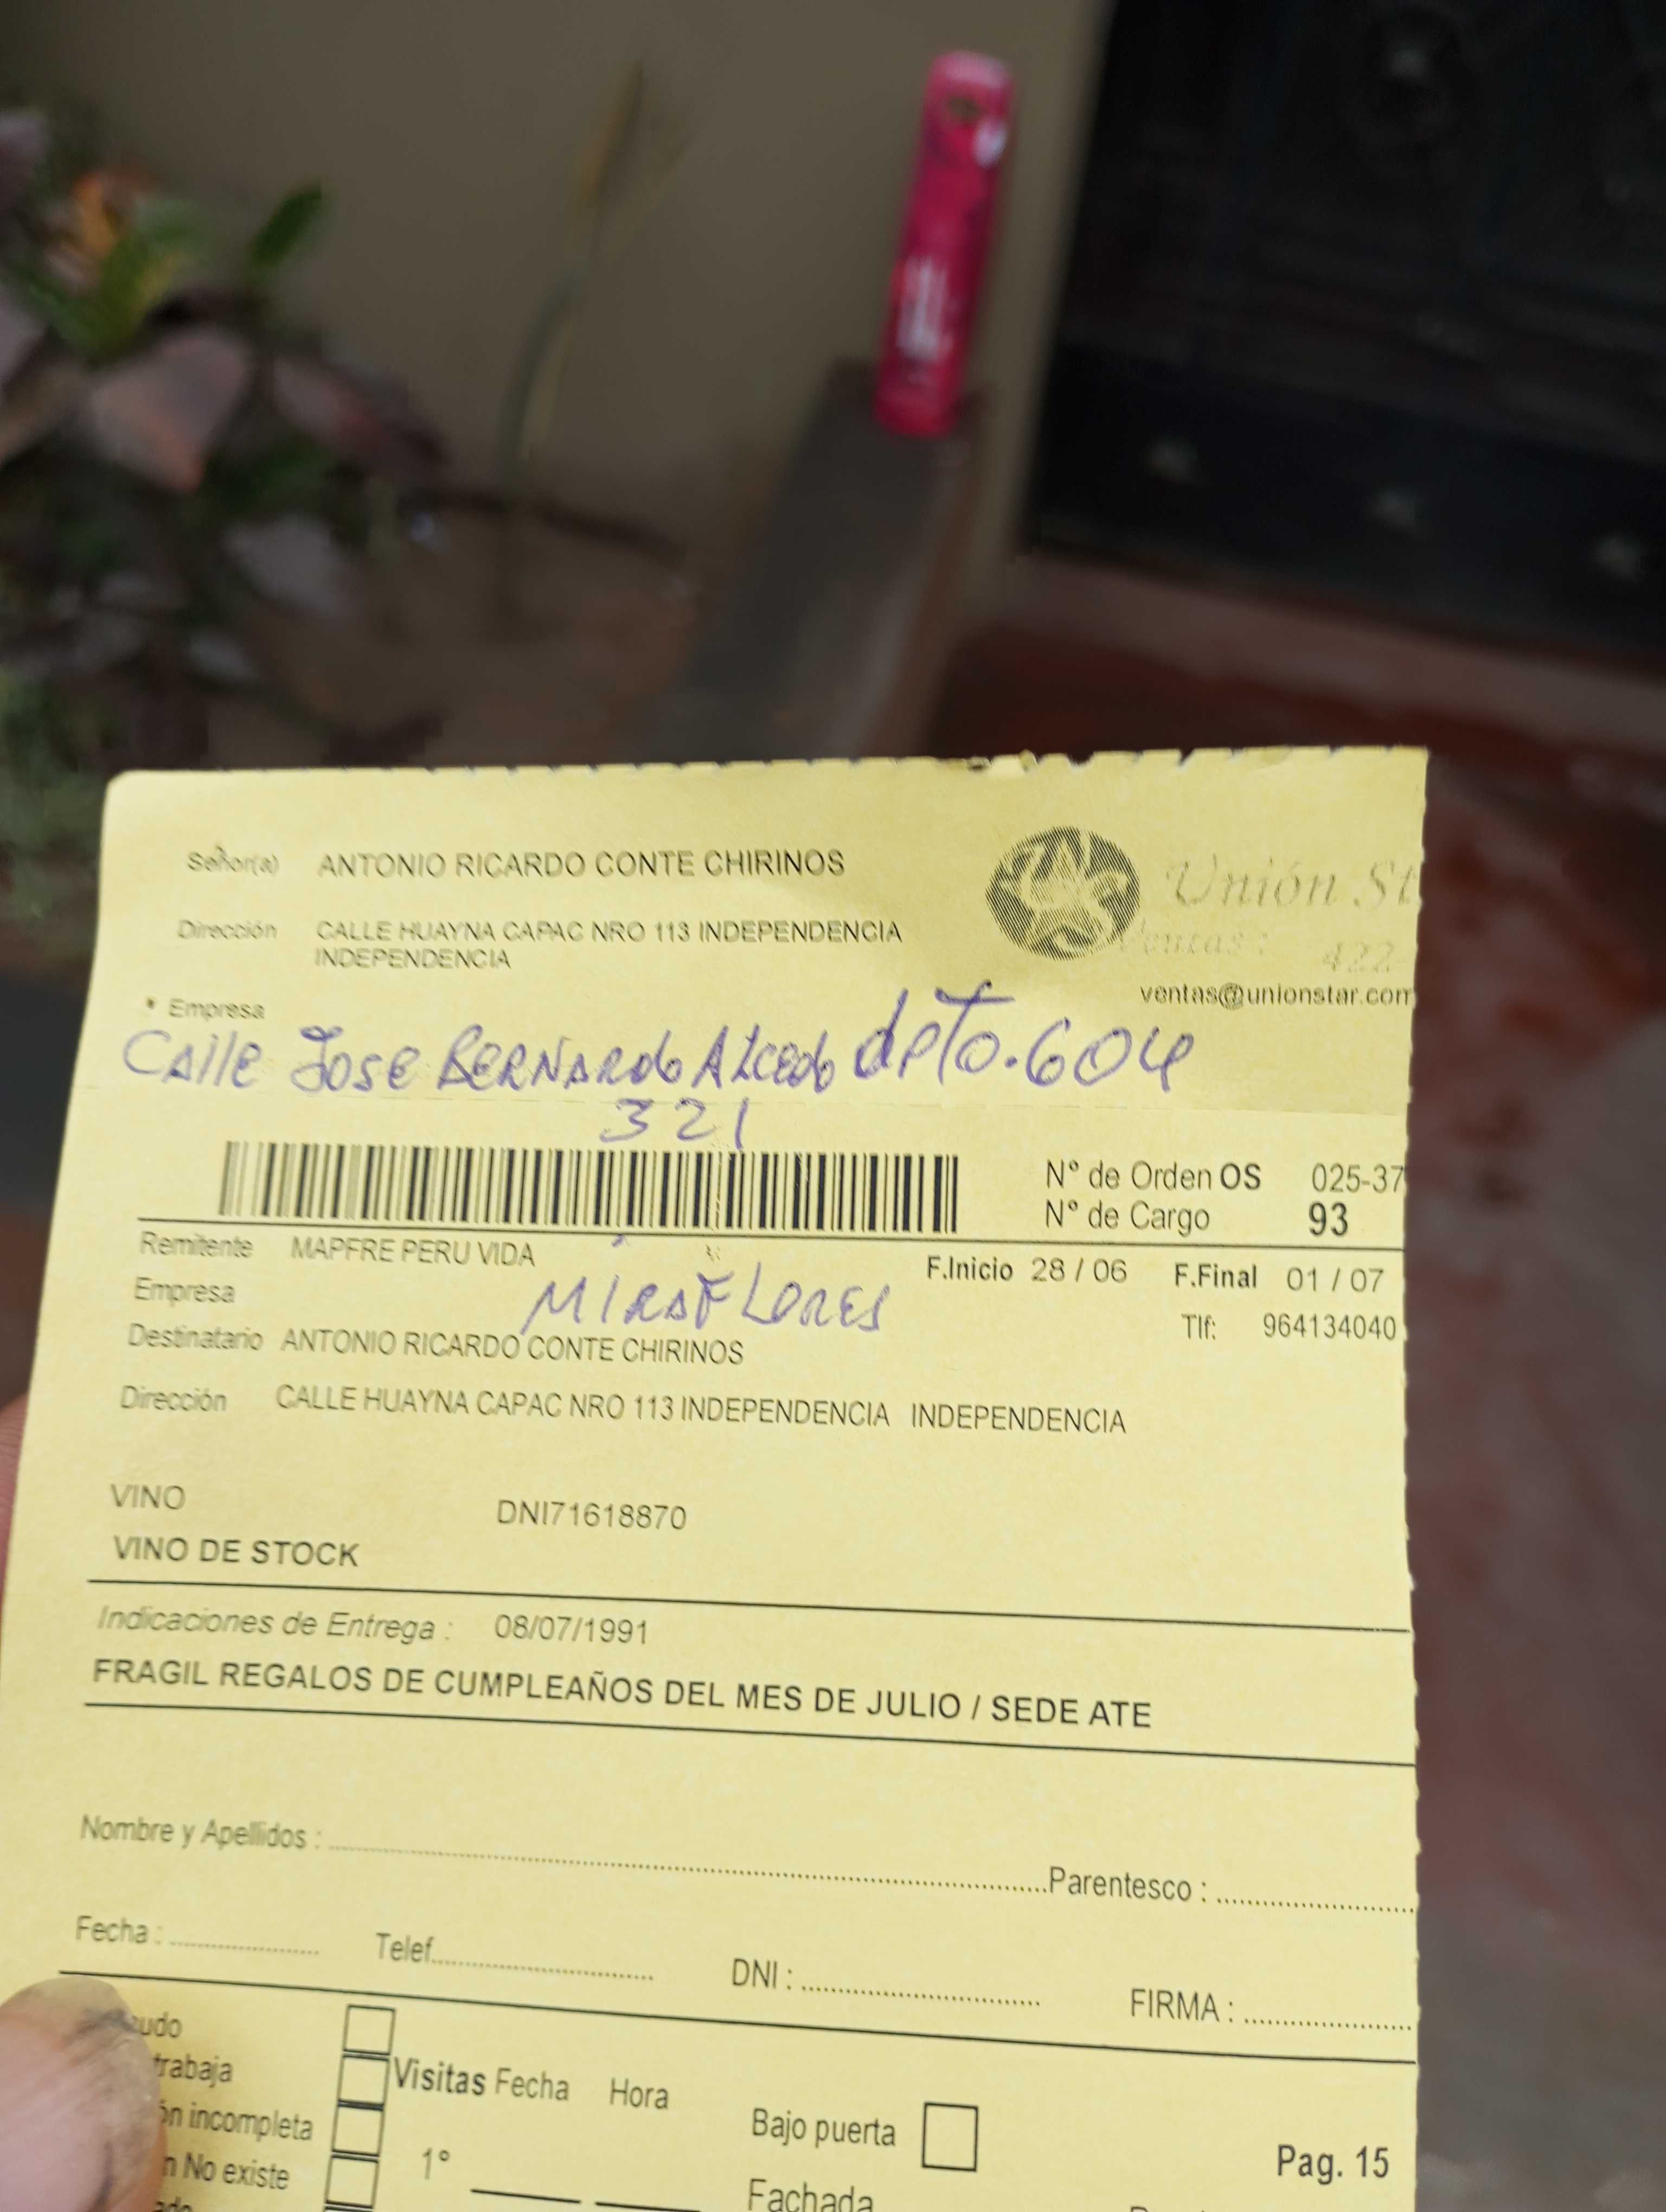 Señor(a) ANTONIO RICARDO CONTE CHIRINOS
Unión St
Dirección CALLE HUAYNA CAPAC NRO 113 INDEPENDENCIA
INDEPENDENCIA
Ventas: 422-
ventas@unionstar.com
* Empresa
Calle Jose BERNARdo Alcedo dpto. 604
321
N° de Orden OS 025-37
N° de Cargo 93
Remitente MAPFRE PERU VIDA
F.Inicio 28 / 06 F.Final 01 / 07
Empresa
MIRAFLORES
Tlf: 964134040
Destinatario ANTONIO RICARDO CONTE CHIRINOS
Dirección CALLE HUAYNA CAPAC NRO 113 INDEPENDENCIA INDEPENDENCIA
VINO DNI71618870
VINO DE STOCK
Indicaciones de Entrega : 08/07/1991
FRAGIL REGALOS DE CUMPLEAÑOS DEL MES DE JULIO / SEDE ATE
Nombre y Apellidos : Parentesco :
Fecha : Telef. DNI : FIRMA :
udo
trabaja
Visitas Fecha Hora
ón incompleta
Bajo puerta
n No existe
1°
Pag. 15
ado
Fachada